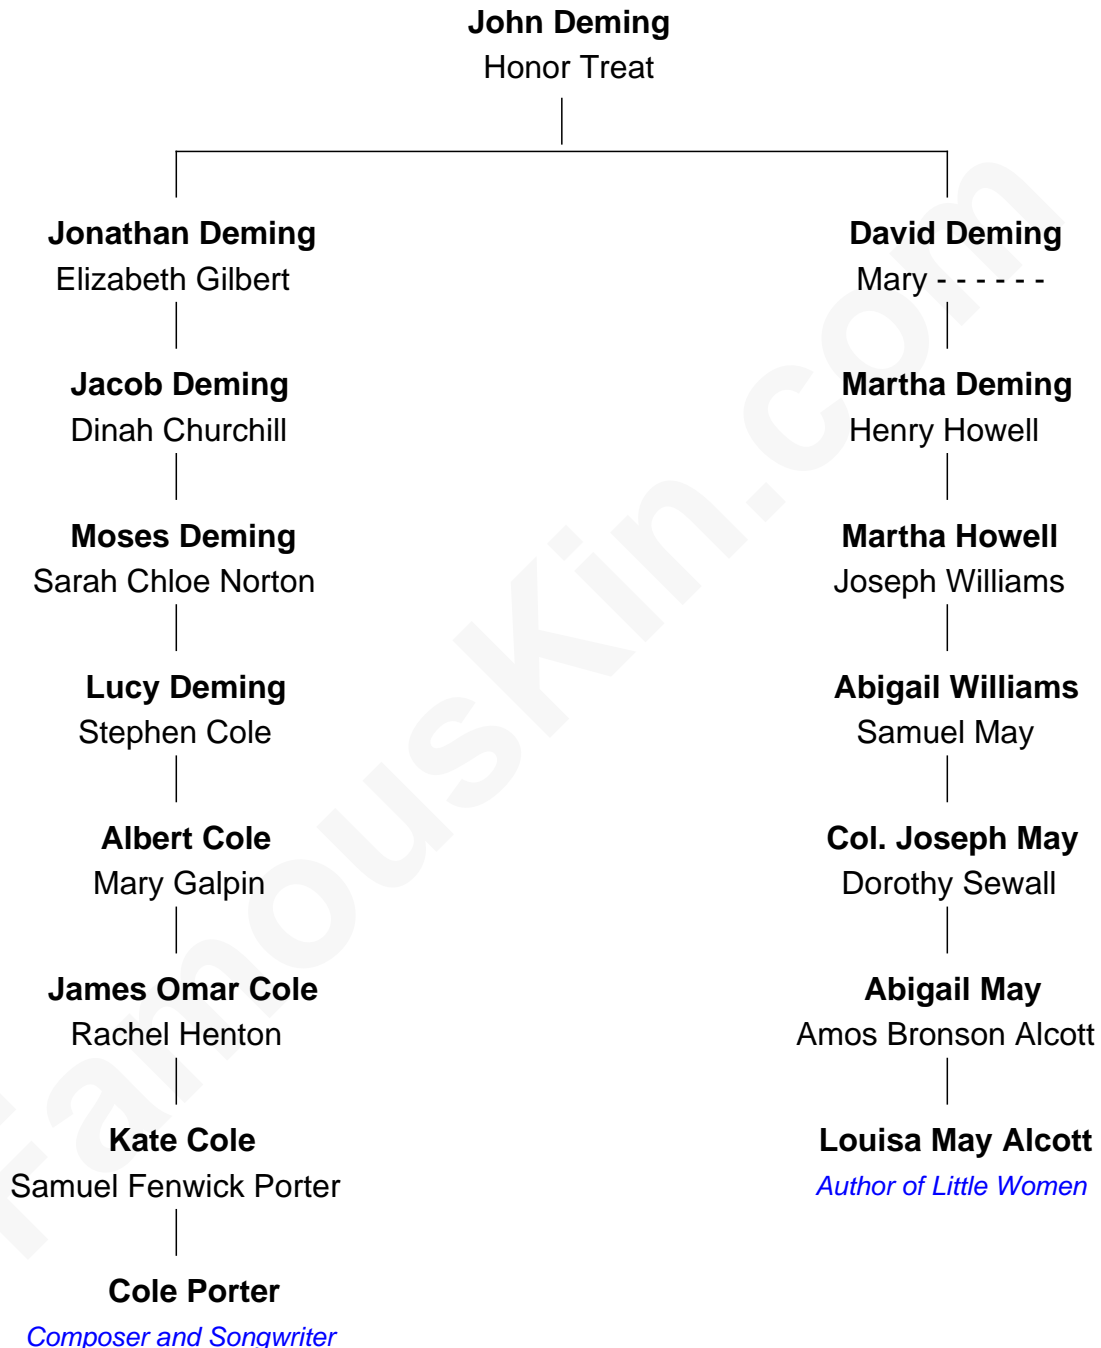 John Deming
Honor Treat
Jonathan Deming
Elizabeth Gilbert
Jacob Deming
Dinah Churchill
Moses Deming
Sarah Chloe Norton
Lucy Deming
Stephen Cole
Albert Cole
Mary Galpin
James Omar Cole
Rachel Henton
Kate Cole
Samuel Fenwick Porter
Cole Porter
Composer and Songwriter
David Deming
Mary - - - - - -
Martha Deming
Henry Howell
Martha Howell
Joseph Williams
Abigail Williams
Samuel May
Col. Joseph May
Dorothy Sewall
Abigail May
Amos Bronson Alcott
Louisa May Alcott
Author of Little Women
FamousKin.com